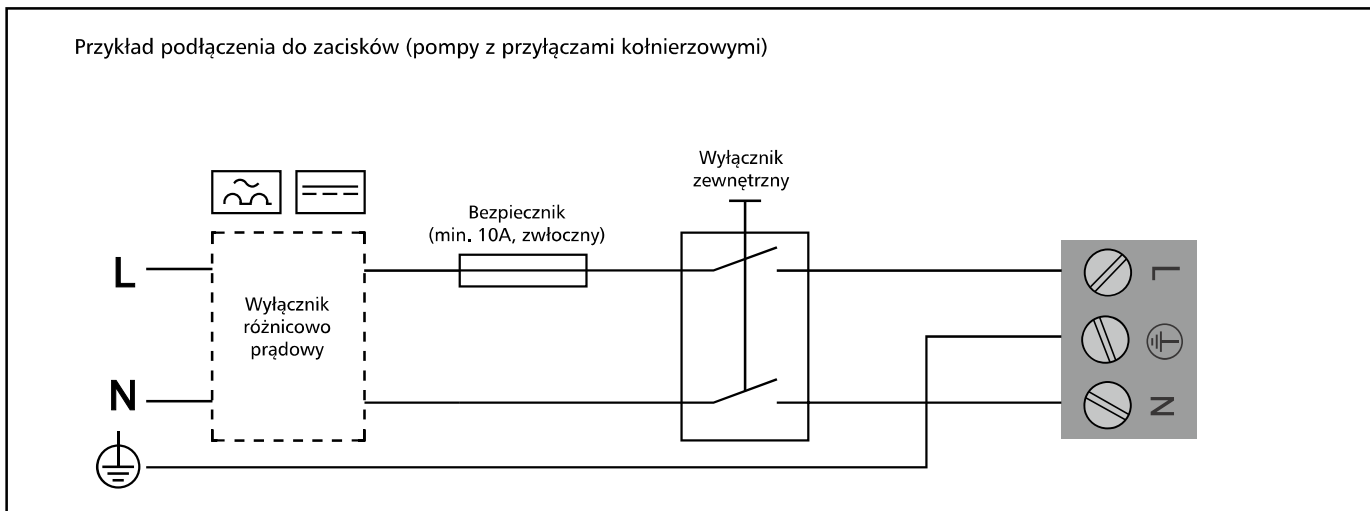 Przykład podłączenia do zacisków (pompy z przyłączami kołnierzowymi)
Wyłącznik
zewnętrzny
Bezpiecznik
(min. 10A, zwłoczny)
L
Wyłącznik
różnicowo
prądowy
N
L
N